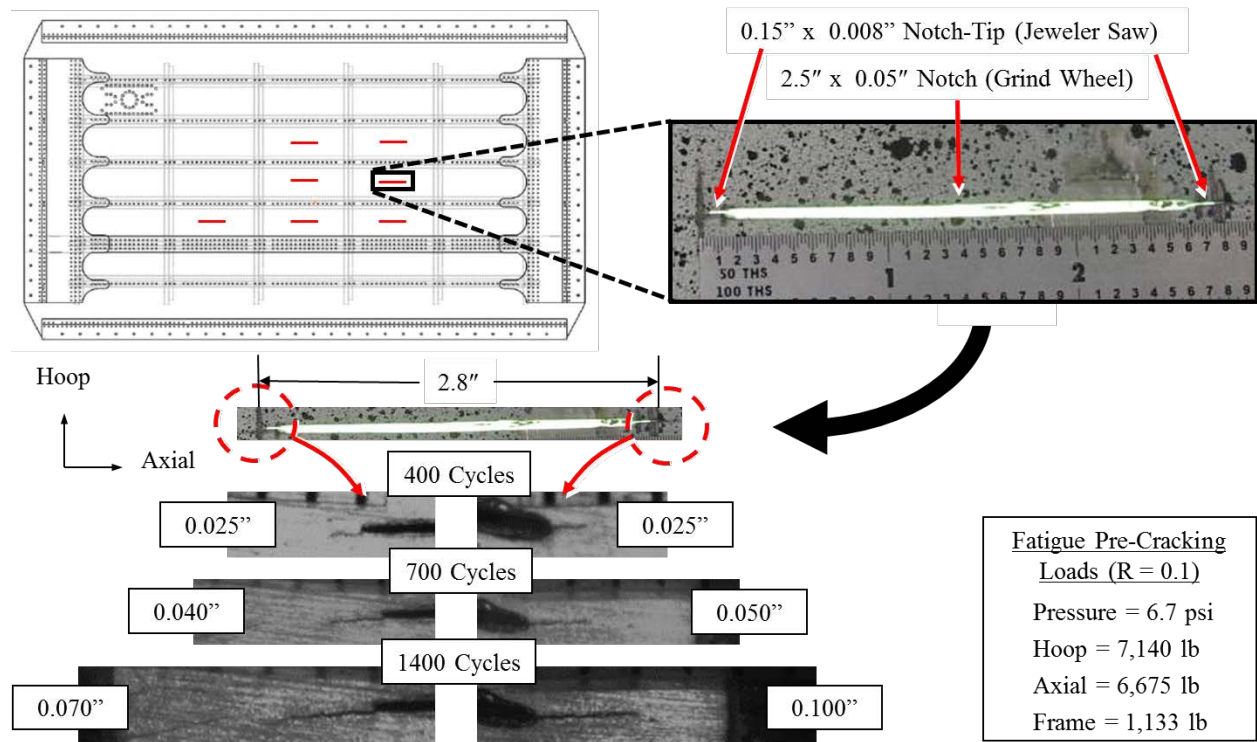 0.15” x 0.008” Notch-Tip (Jeweler Saw)
2.5″ x 0.05″ Notch (Grind Wheel)
1 2 3 4 5 6 7 8 9 1 2 3 4 5 6 7 8 9 1 2 3 4 5 6 7 8 9
50 THS 1 2
100 THS
2.8″
Hoop
Axial
400 Cycles
0.025”
0.025”
700 Cycles
0.040”
0.050”
1400 Cycles
0.070”
0.100”
Fatigue Pre-Cracking
Loads (R = 0.1)
Pressure = 6.7 psi
Hoop = 7,140 lb
Axial = 6,675 lb
Frame = 1,133 lb